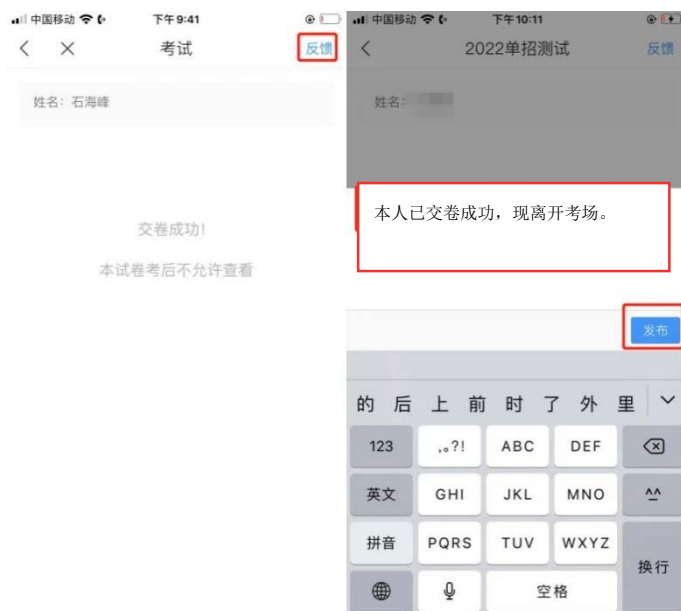 中国移动 下午9:41
考试 反馈
姓名：石海峰
交卷成功！
本试卷考后不允许查看
中国移动 下午10:11
2022单招测试 反馈
姓名：
本人已交卷成功，现离开考场。
发布
的 后 上 前 时 了 外 里
123 ,。?! ABC DEF
英文 GHI JKL MNO ^^
拼音 PQRS TUV WXYZ
换行
空格